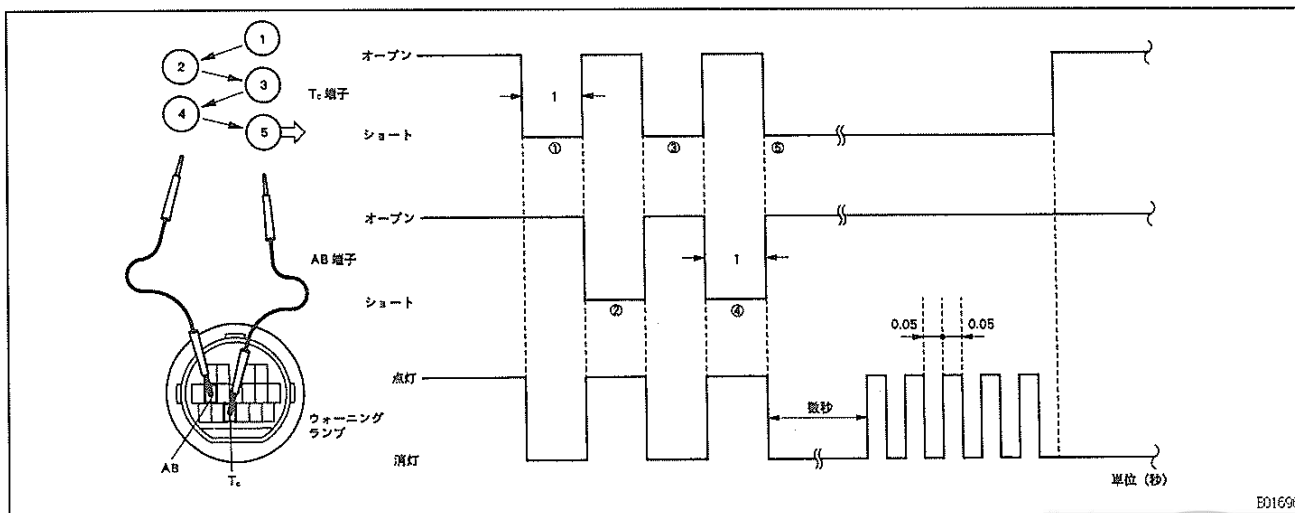 1
2
3
4
5
オープン
Tc 端子
ショート
1
①
③
⑤
オープン
AB 端子
ショート
1
②
④
0.05
0.05
点灯
数秒
消灯
ウォーニング
ランプ
AB
Tc
単位 (秒)
E01696